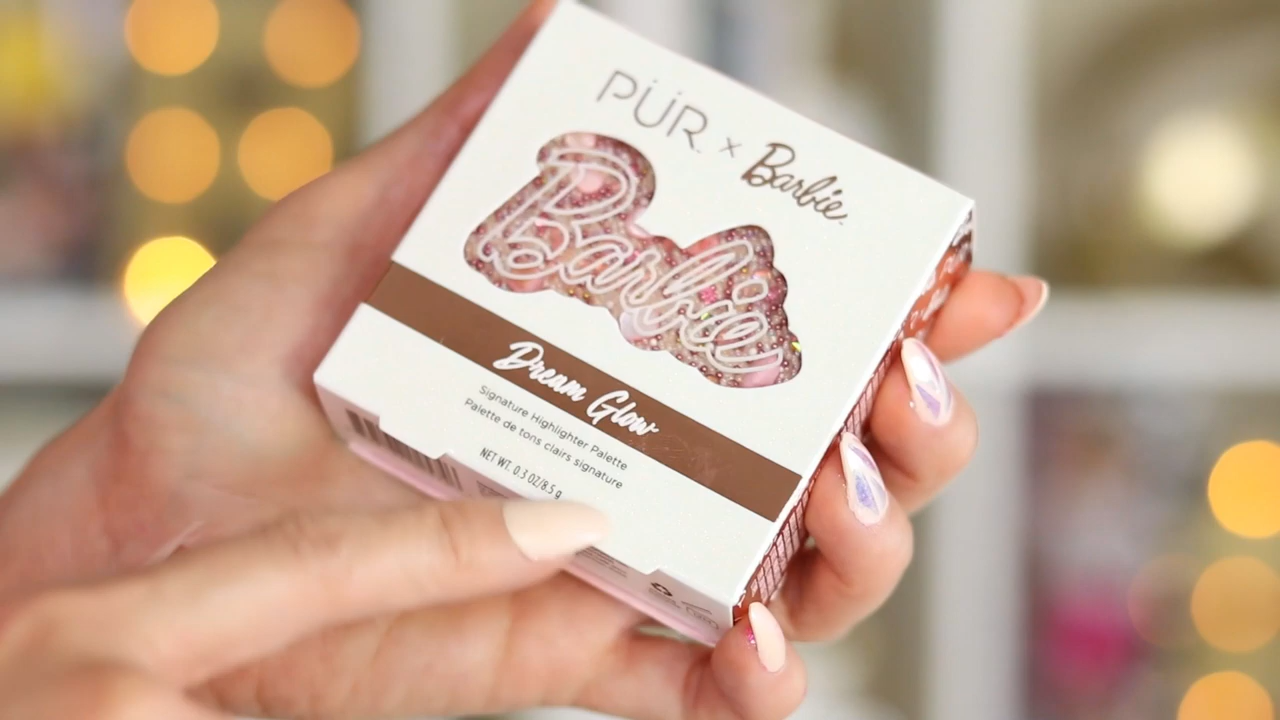 PÜR x Barbie
Barbie
Dream Glow
Signature Highlighter Palette
Palette de tons clairs signature
NET WT. 0.3 OZ/8.5 g